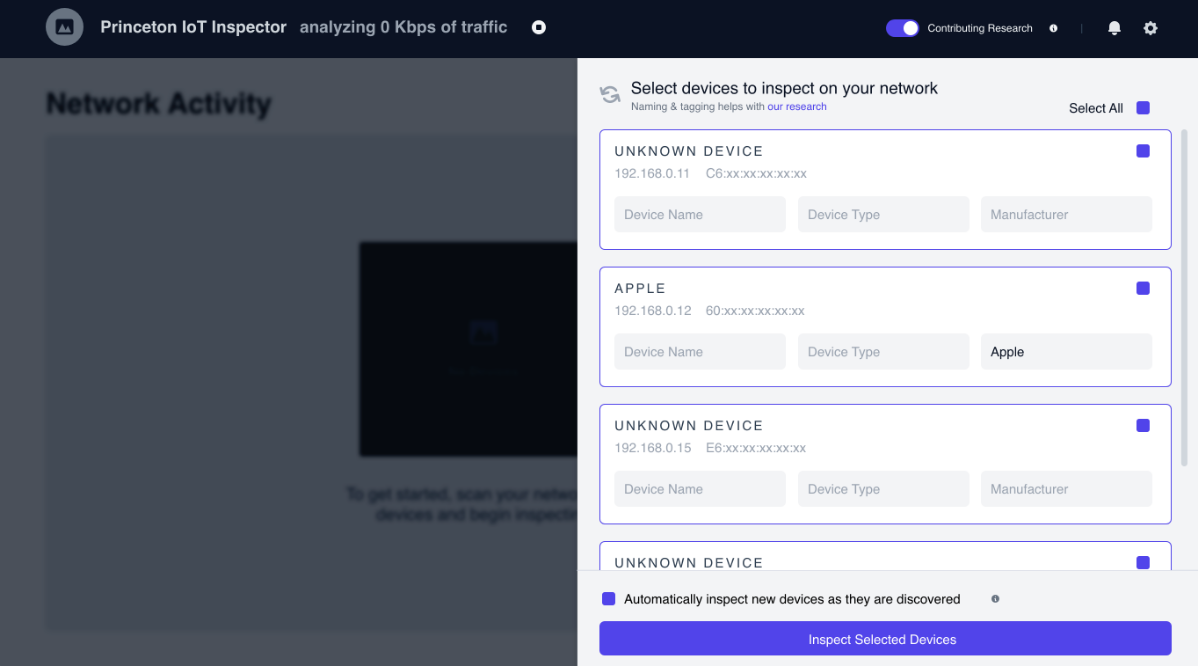 Princeton IoT Inspector analyzing 0 Kbps of traffic
Contributing Research
Network Activity
To get started, scan your netwo
devices and begin inspectin
Select devices to inspect on your network
Naming & tagging helps with our research
Select All
UNKNOWN DEVICE
192.168.0.11 C6:xx:xx:xx:xx:xx
Device Name Device Type Manufacturer
APPLE
192.168.0.12 60:xx:xx:xx:xx:xx
Device Name Device Type Apple
UNKNOWN DEVICE
192.168.0.15 E6:xx:xx:xx:xx:xx
Device Name Device Type Manufacturer
UNKNOWN DEVICE
Automatically inspect new devices as they are discovered
Inspect Selected Devices